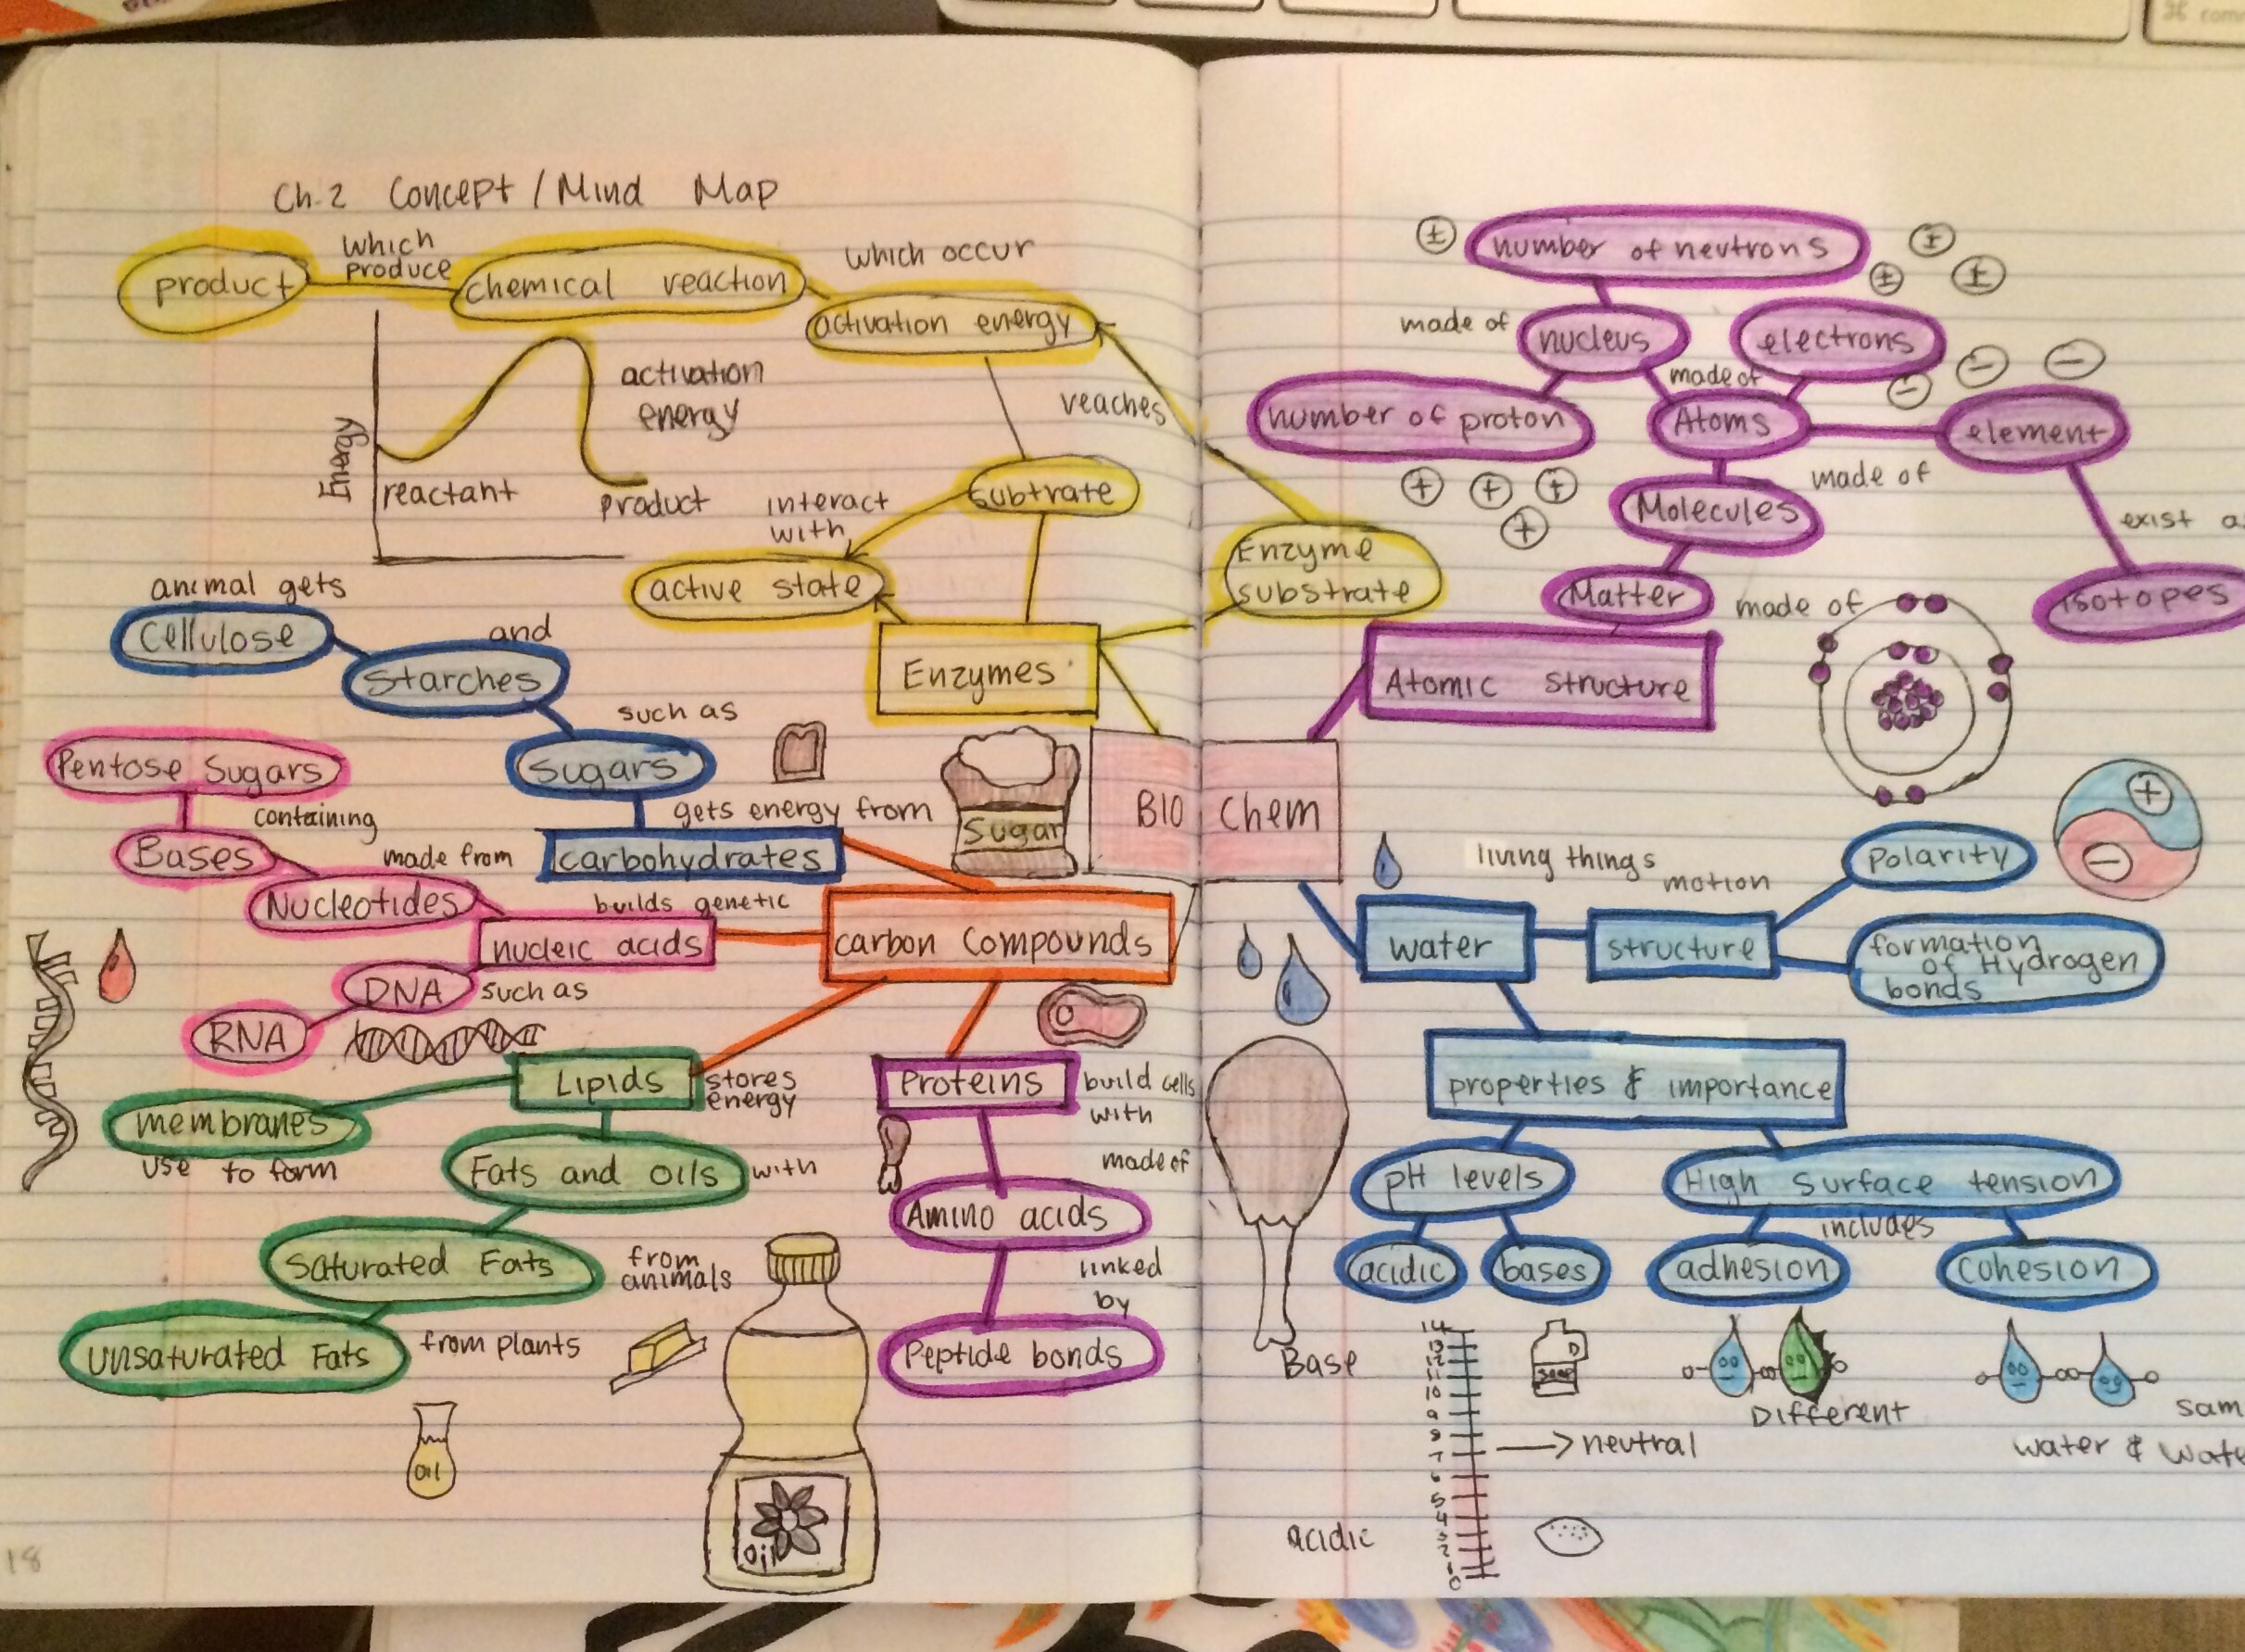 Ch. 2 Concept / Mind Map
product
which
produce
chemical reaction
which occur
activation energy
reaches
Energy
activation
energy
reactant
product
subtrate
interact
with
active state
Enzyme
substrate
Enzymes
animal gets
Cellulose
and
starches
such as
sugars
gets energy from
carbohydrates
Sugar
Pentose Sugars
containing
Bases
made from
Nucleotides
builds genetic
nucleic acids
DNA
such as
RNA
carbon compounds
Lipids
stores
energy
membranes
use to form
Fats and oils
with
Saturated Fats
from
animals
unsaturated Fats
from plants
oil
oil
Proteins
build cells
with
made of
Amino acids
linked
by
Peptide bonds
18
BIO Chem
number of neutrons
made of
nucleus
electrons
made of
number of proton
Atoms
element
made of
Molecules
exist
Matter
made of
isotopes
Atomic structure
living things
motion
Polarity
water
structure
formation
of Hydrogen
bonds
properties & importance
pH levels
High surface tension
includes
acidic
bases
adhesion
cohesion
Base
14
13
12
11
10
9
8
7
6
5
4
3
2
1
0
neutral
acidic
soap
Different
water &